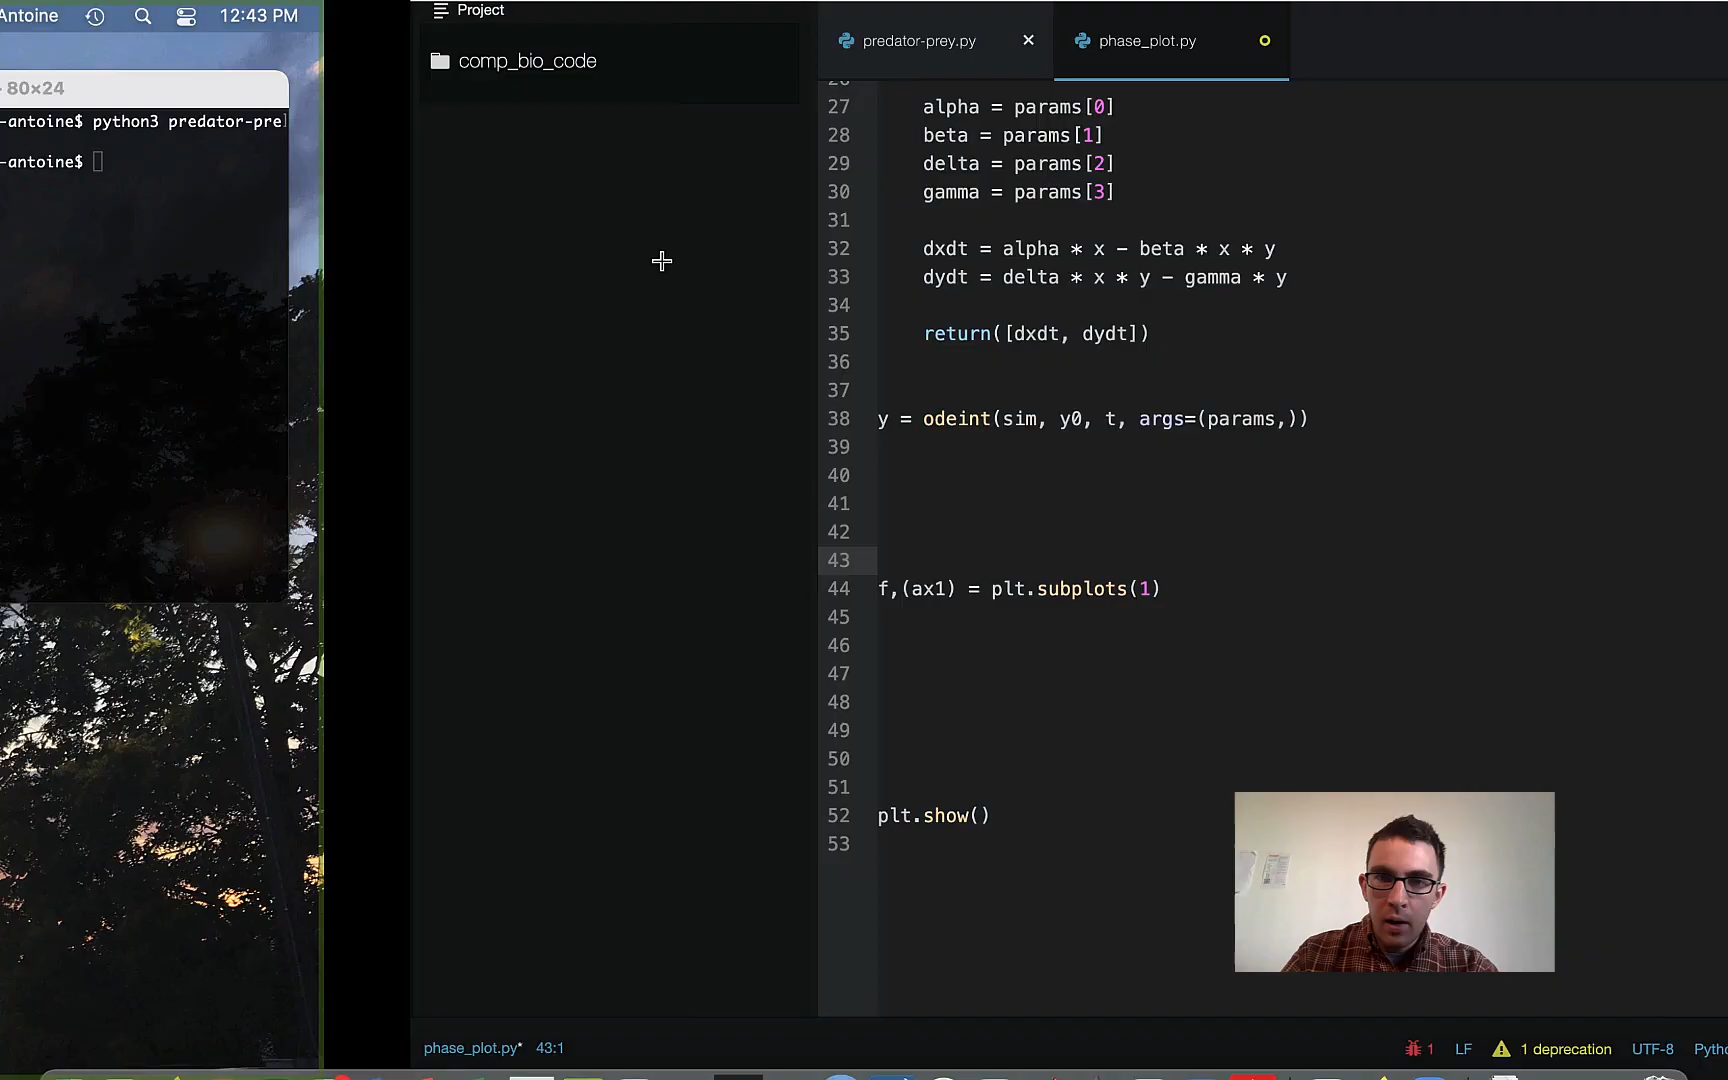 Antoine 12:43 PM
80×24
-antoine$ python3 predator-pre
-antoine$
Project
comp_bio_code
predator-prey.py
phase_plot.py
27 alpha = params[0]
28 beta = params[1]
29 delta = params[2]
30 gamma = params[3]
31
32 dxdt = alpha * x - beta * x * y
33 dydt = delta * x * y - gamma * y
34
35 return([dxdt, dydt])
36
37
38 y = odeint(sim, y0, t, args=(params,))
39
40
41
42
43
44 f,(ax1) = plt.subplots(1)
45
46
47
48
49
50
51
52 plt.show()
53
phase_plot.py* 43:1
1 LF 1 deprecation UTF-8 Pytho